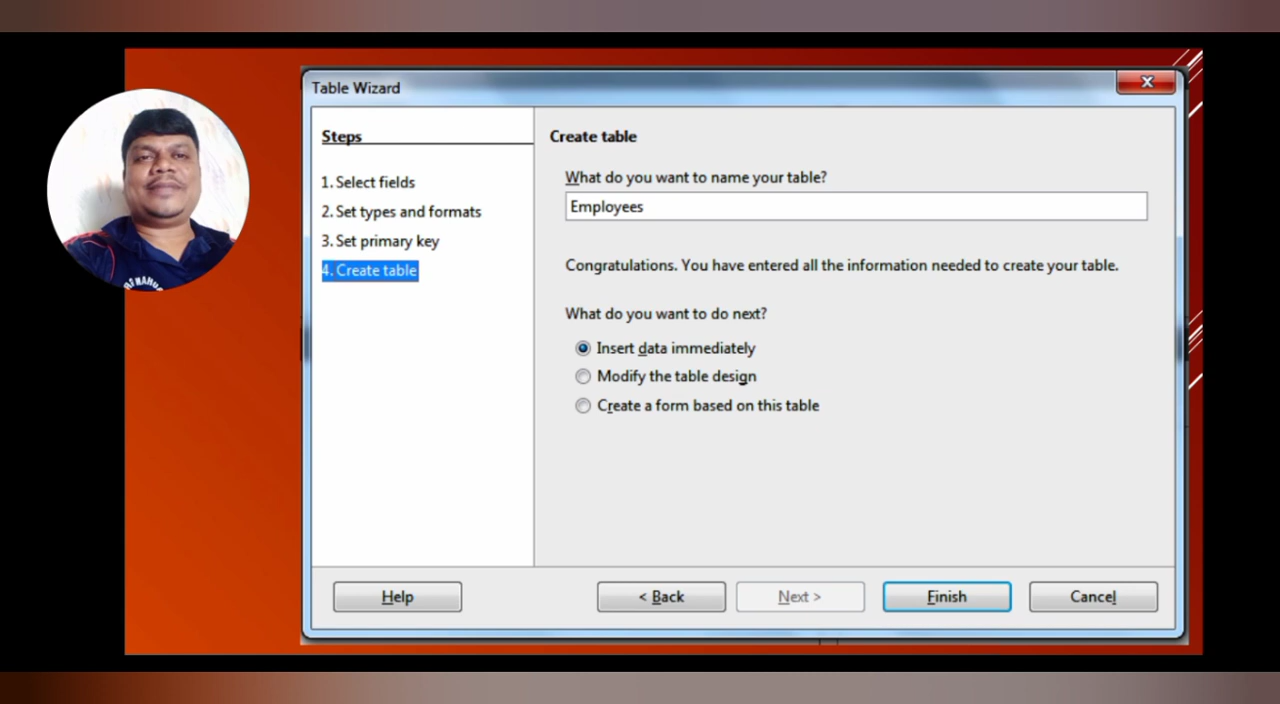 Table Wizard
Steps
1. Select fields
2. Set types and formats
3. Set primary key
4. Create table
Create table
What do you want to name your table?
Employees
Congratulations. You have entered all the information needed to create your table.
What do you want to do next?
Insert data immediately
Modify the table design
Create a form based on this table
Help
< Back
Next >
Finish
Cancel